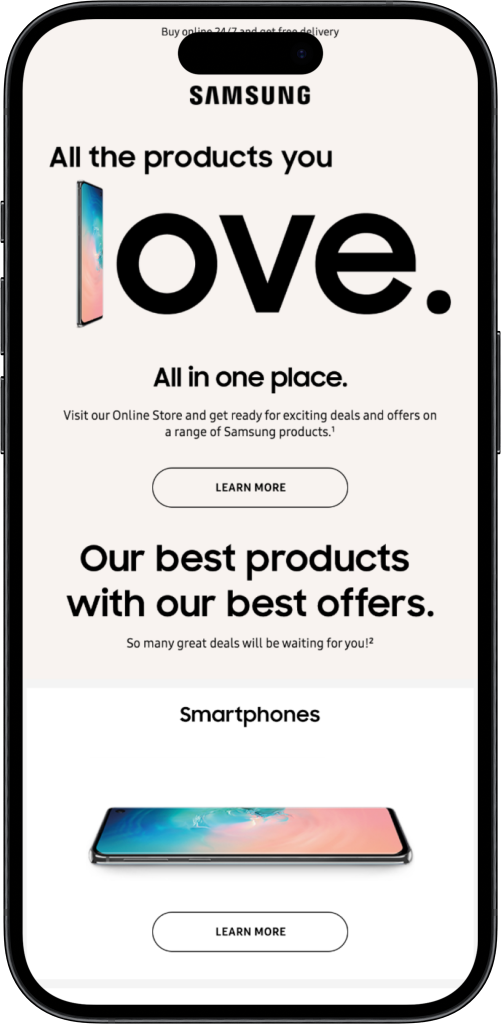 Buy online 24/7 and get free delivery
SAMSUNG
All the products you
love.
All in one place.
Visit our Online Store and get ready for exciting deals and offers on
a range of Samsung products.¹
LEARN MORE
Our best products
with our best offers.
So many great deals will be waiting for you!²
Smartphones
LEARN MORE